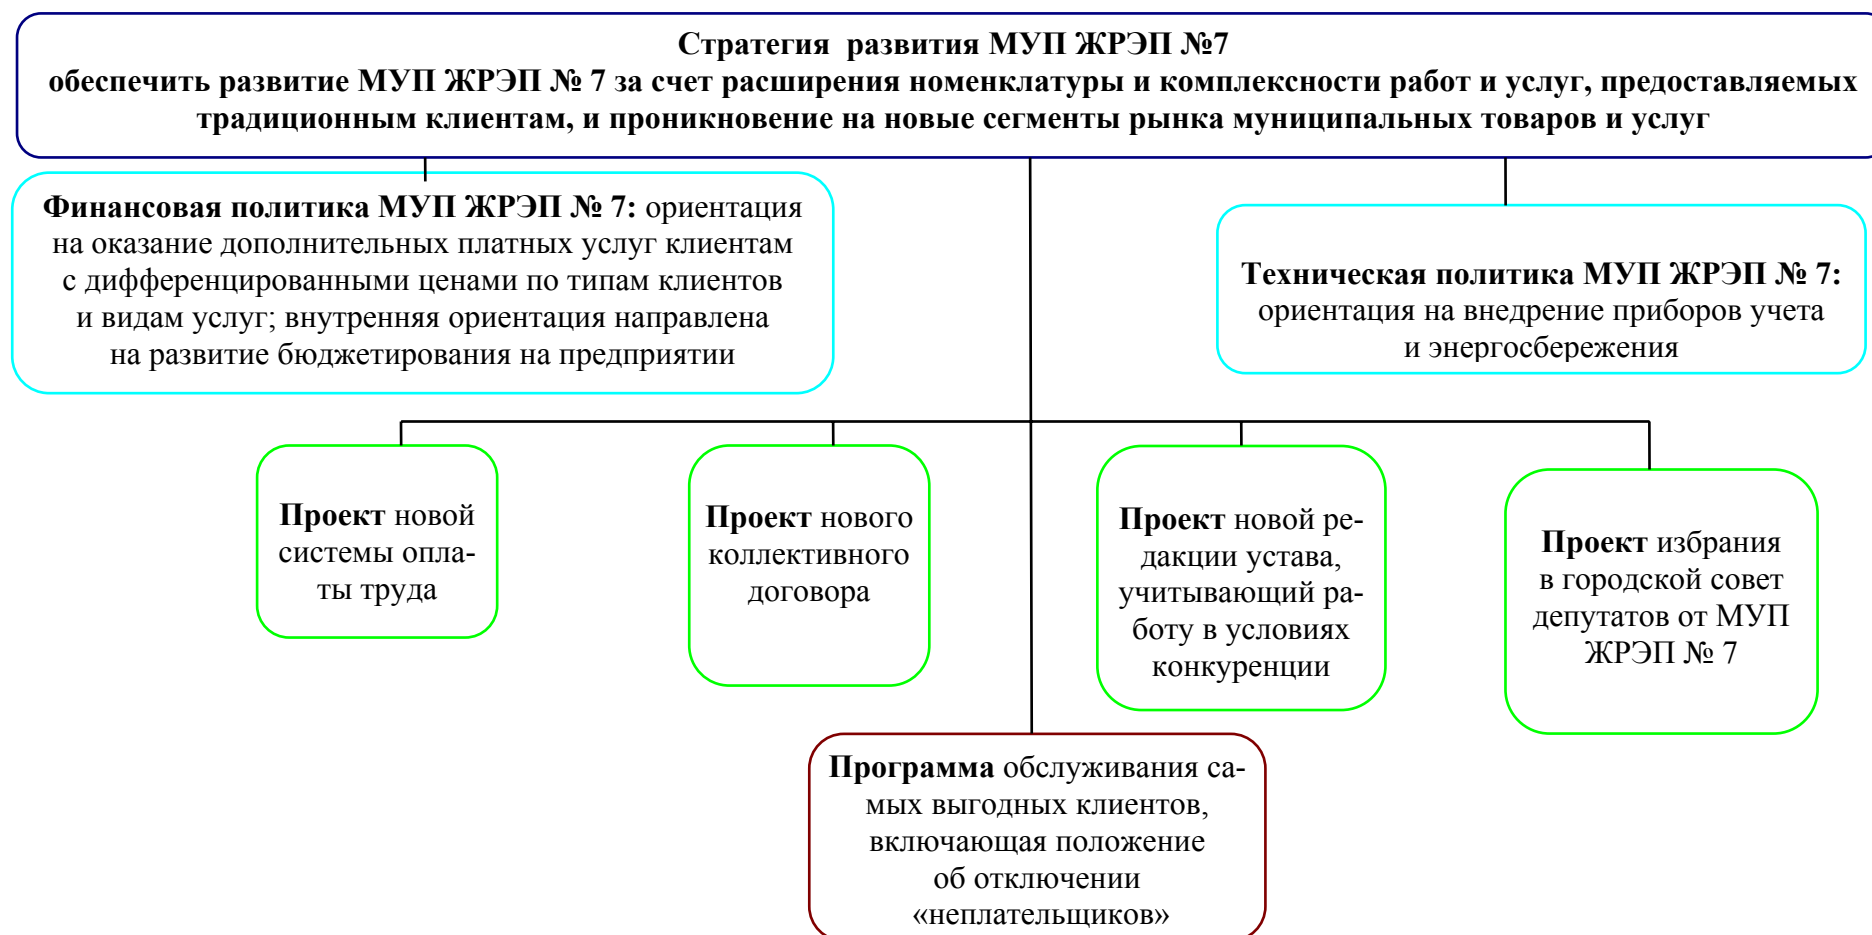 Стратегия развития МУП ЖРЭП №7
обеспечить развитие МУП ЖРЭП № 7 за счет расширения номенклатуры и комплексности работ и услуг, предоставляемых
традиционным клиентам, и проникновение на новые сегменты рынка муниципальных товаров и услуг
Финансовая политика МУП ЖРЭП № 7: ориентация
на оказание дополнительных платных услуг клиентам
с дифференцированными ценами по типам клиентов
и видам услуг; внутренняя ориентация направлена
на развитие бюджетирования на предприятии
Техническая политика МУП ЖРЭП № 7:
ориентация на внедрение приборов учета
и энергосбережения
Проект новой
системы опла-
ты труда
Проект нового
коллективного
договора
Проект новой ре-
дакции устава,
учитывающий ра-
боту в условиях
конкуренции
Проект избрания
в городской совет
депутатов от МУП
ЖРЭП № 7
Программа обслуживания са-
мых выгодных клиентов,
включающая положение
об отключении
«неплательщиков»